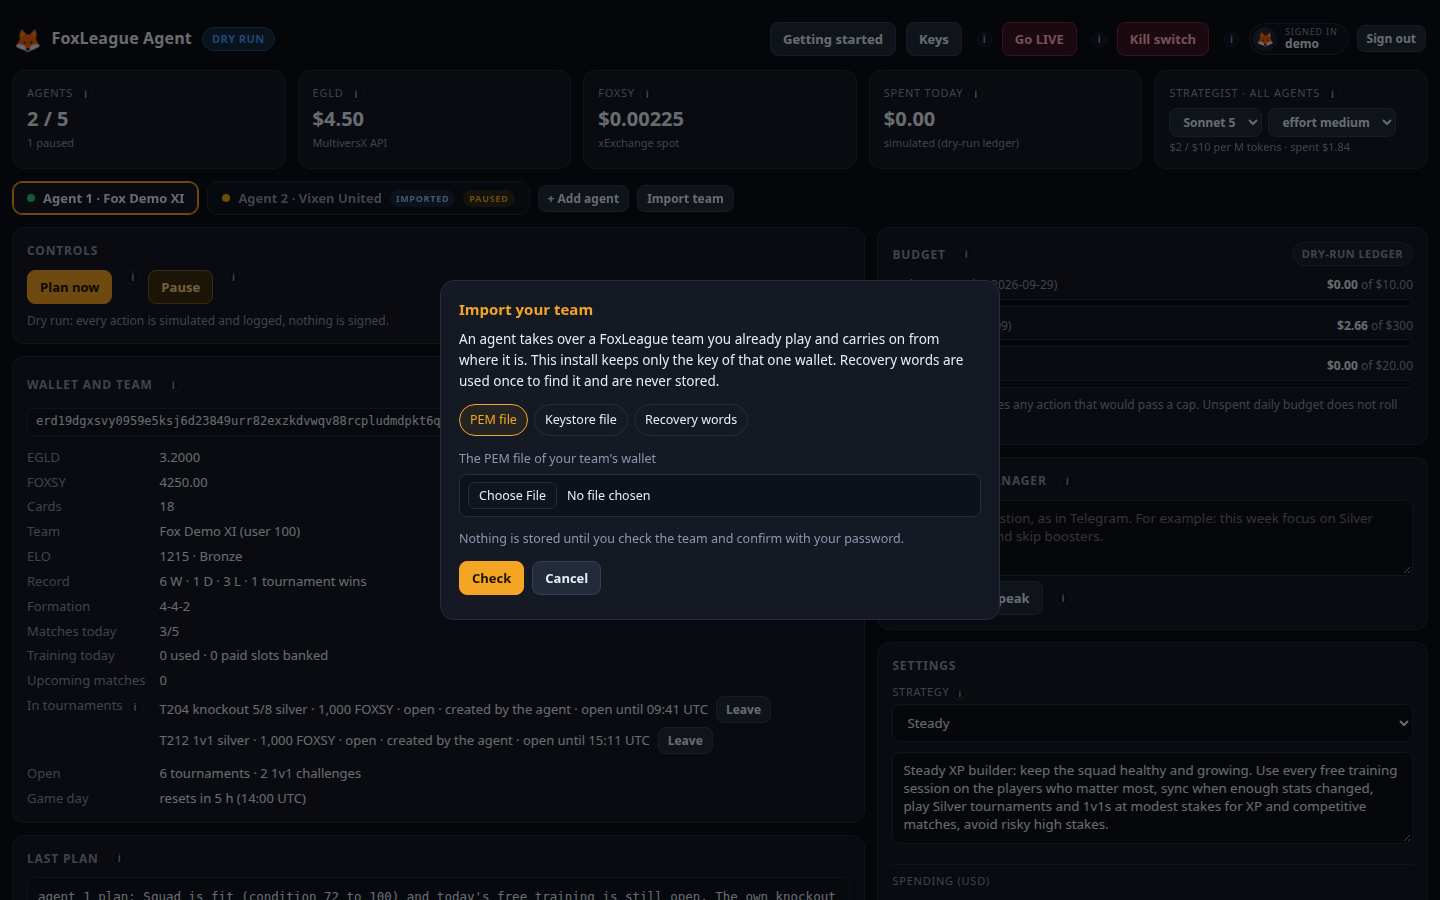 FoxLeague Agent
DRY RUN
Getting started
Keys
i
Go LIVE
i
Kill switch
i
SIGNED IN
demo
Sign out
AGENTS i
2 / 5
1 paused
EGLD i
$4.50
MultiversX API
FOXSY i
$0.00225
xExchange spot
SPENT TODAY i
$0.00
simulated (dry-run ledger)
STRATEGIST · ALL AGENTS i
Sonnet 5
effort medium
$2 / $10 per M tokens · spent $1.84
Agent 1 · Fox Demo XI
Agent 2 · Vixen United IMPORTED PAUSED
+ Add agent
Import team
CONTROLS
Plan now
i
Pause
i
Dry run: every action is simulated and logged, nothing is signed.
WALLET AND TEAM i
erd19dgxsvy0959e5ksj6d23849urr82exzkdvwqv88rcpludmdpkt6q
EGLD 3.2000
FOXSY 4250.00
Cards 18
Team Fox Demo XI (user 100)
ELO 1215 · Bronze
Record 6 W · 1 D · 3 L · 1 tournament wins
Formation 4-4-2
Matches today 3/5
Training today 0 used · 0 paid slots banked
Upcoming matches 0
In tournaments i T204 knockout 5/8 silver · 1,000 FOXSY · open · created by the agent · open until 09:41 UTC Leave
T212 1v1 silver · 1,000 FOXSY · open · created by the agent · open until 15:11 UTC Leave
Open 6 tournaments · 2 1v1 challenges
Game day resets in 5 h (14:00 UTC)
LAST PLAN i
agent 1 plan: Squad is fit (condition 72 to 100) and today's free training is still open. The own knockout
Import your team
An agent takes over a FoxLeague team you already play and carries on from
where it is. This install keeps only the key of that one wallet. Recovery words are
used once to find it and are never stored.
PEM file
Keystore file
Recovery words
The PEM file of your team's wallet
Choose File No file chosen
Nothing is stored until you check the team and confirm with your password.
Check
Cancel
BUDGET i
DRY-RUN LEDGER
026-09-29) $0.00 of $10.00
9) $2.66 of $300
$0.00 of $20.00
es any action that would pass a cap. Unspent daily budget does not roll
NAGER i
stion, as in Telegram. For example: this week focus on Silver
nd skip boosters.
peak
i
SETTINGS
STRATEGY i
Steady
Steady XP builder: keep the squad healthy and growing. Use every free training
session on the players who matter most, sync when enough stats changed,
play Silver tournaments and 1v1s at modest stakes for XP and competitive
matches, avoid risky high stakes.
SPENDING (USD)